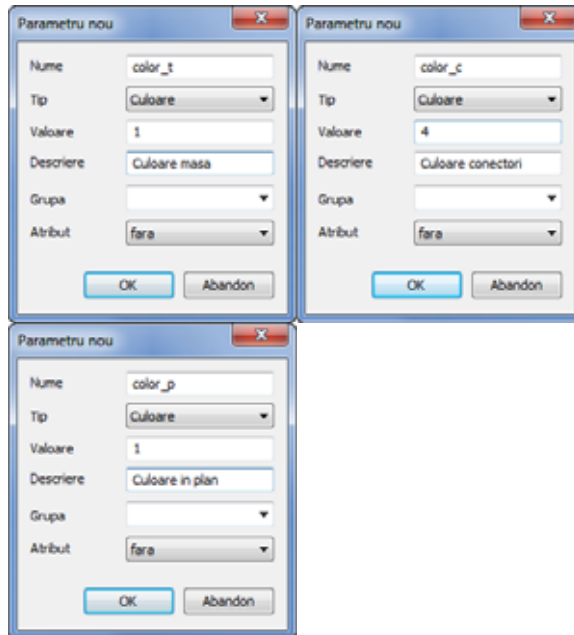 Parametru nou
Nume color_t
Tip Culoare
Valoare 1
Descriere Culoare masa
Grupa
Atribut fara
OK Abandon
Parametru nou
Nume color_c
Tip Culoare
Valoare 4
Descriere Culoare conectori
Grupa
Atribut fara
OK Abandon
Parametru nou
Nume color_p
Tip Culoare
Valoare 1
Descriere Culoare in plan
Grupa
Atribut fara
OK Abandon